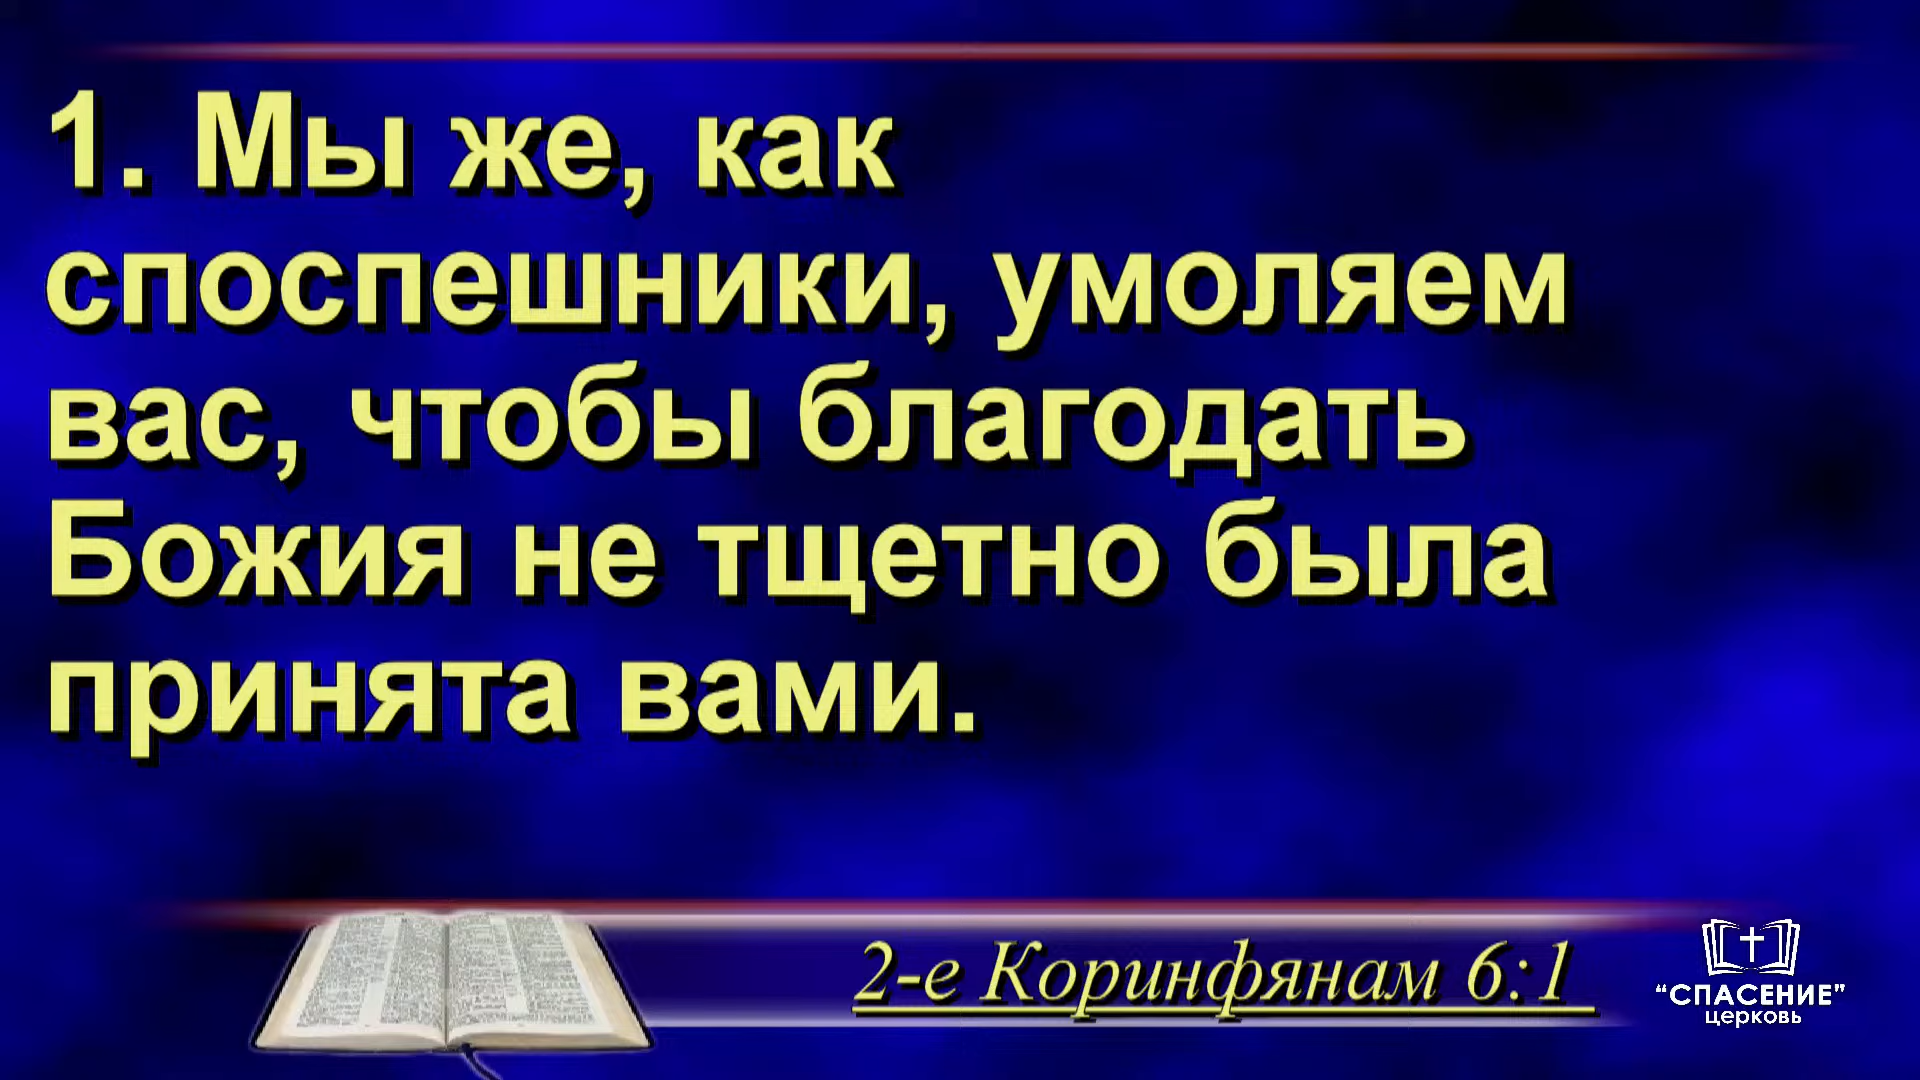 1. Мы же, как
споспешники, умоляем
вас, чтобы благодать
Божия не тщетно была
принята вами.
2-е Коринфянам 6:1
“СПАСЕНИЕ”
церковь